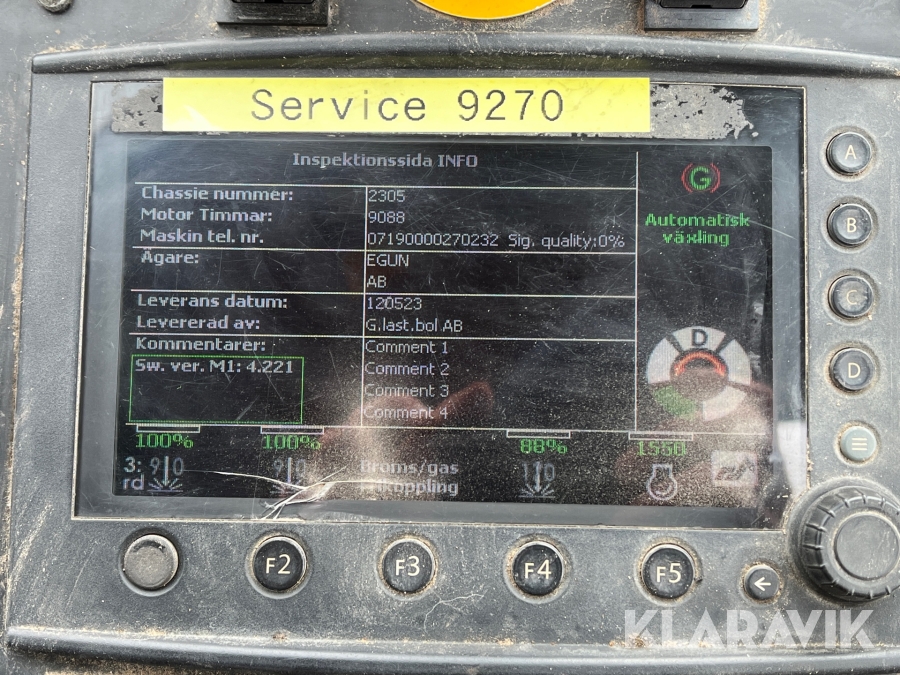 Service 9270
Inspektionssida INFO
Chassie nummer: 2305
Motor Timmar: 9088
Maskin tel. nr. 07190000270232 Sig. quality:0%
Ägare: EGUN
AB
Leverans datum: 120523
Levererad av: G.last.bol AB
Kommentarer: Comment 1
Sw. ver. M1: 4.221 Comment 2
Comment 3
Comment 4
G
Automatisk
växling
D
100% 100% 88% 1550
3:
rd
Broms/gas
A
B
C
D
F2 F3 F4 F5
KLARAVIK